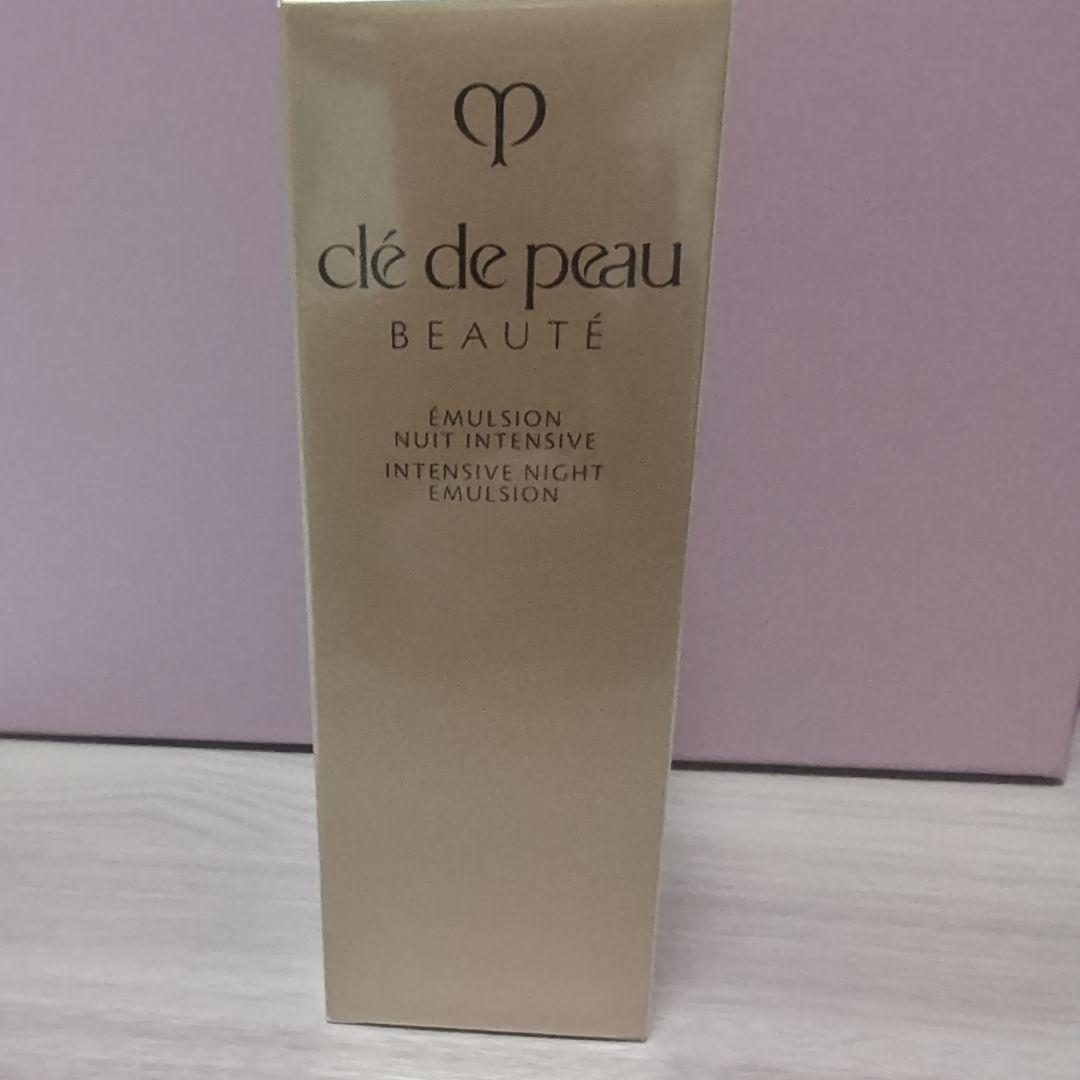 clé de peau
BEAUTÉ
ÉMULSION
NUIT INTENSIVE
INTENSIVE NIGHT
EMULSION